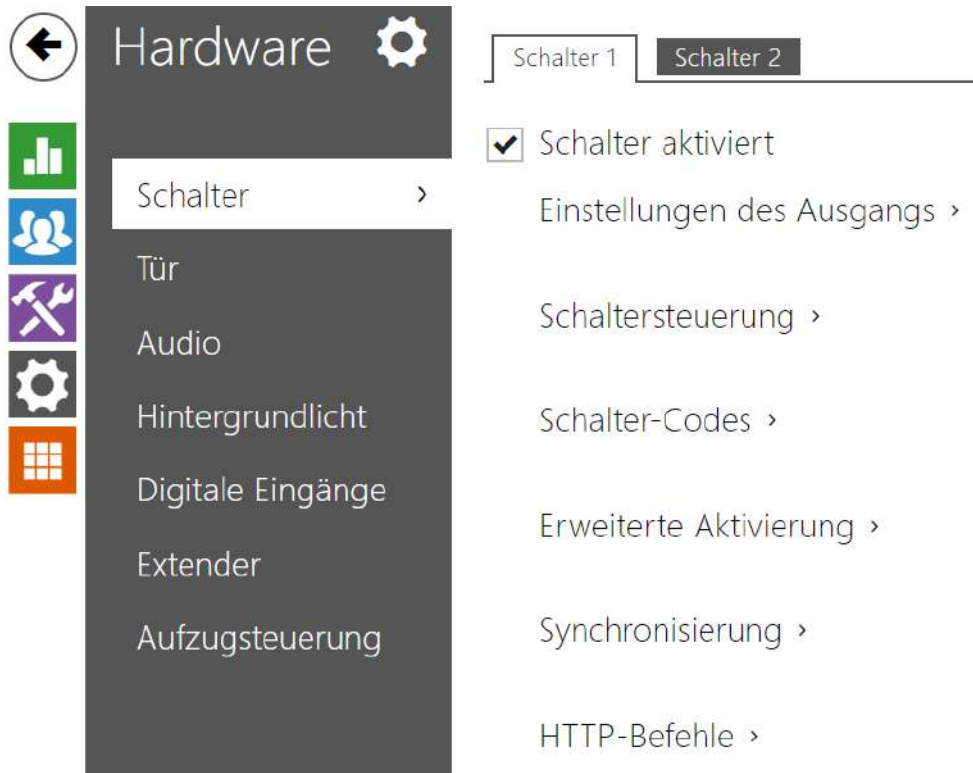 Hardware
Schalter
Tür
Audio
Hintergrundlicht
Digitale Eingänge
Extender
Aufzugsteuerung
Schalter 1
Schalter 2
Schalter aktiviert
Einstellungen des Ausgangs ›
Schaltersteuerung ›
Schalter-Codes ›
Erweiterte Aktivierung ›
Synchronisierung ›
HTTP-Befehle ›